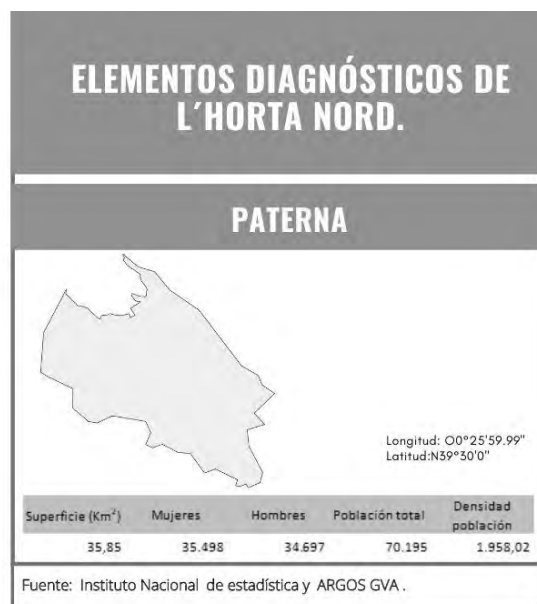 ELEMENTOS DIAGNÓSTICOS DE
L´HORTA NORD.
PATERNA
Longitud: O0°25'59.99"
Latitud:N39°30'0"
Superficie (Km²) Mujeres Hombres Población total Densidad población
35,85 35.498 34.697 70.195 1.958,02
Fuente: Instituto Nacional de estadística y ARGOS GVA .